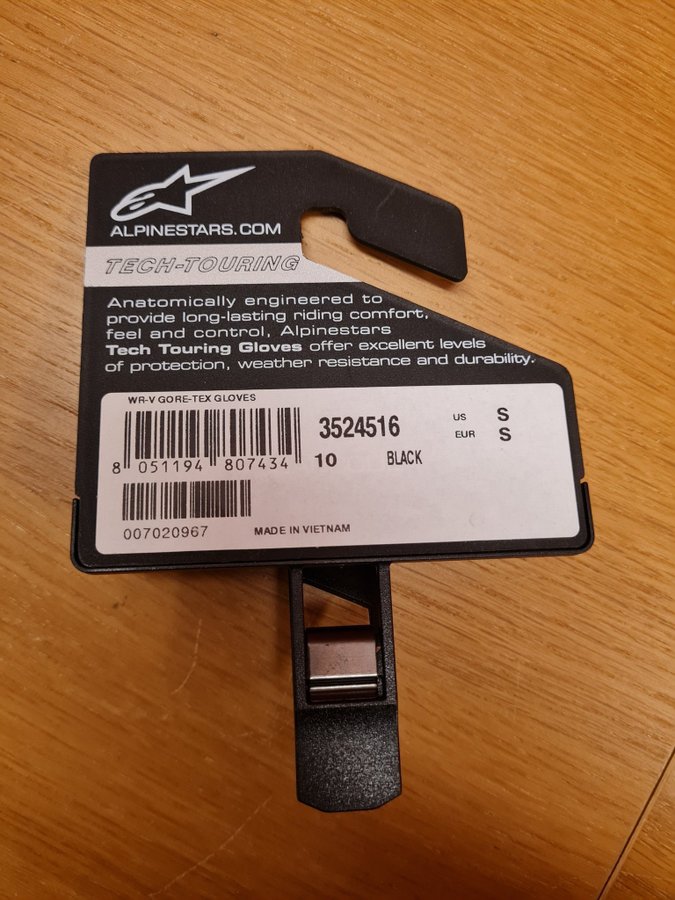 ALPINESTARS.COM
TECH-TOURING
Anatomically engineered to
provide long-lasting riding comfort,
feel and control, Alpinestars
Tech Touring Gloves offer excellent levels
of protection, weather resistance and durability.
WR-V GORE-TEX GLOVES
3524516 US S
EUR S
8 051194 807434 10 BLACK
007020967 MADE IN VIETNAM